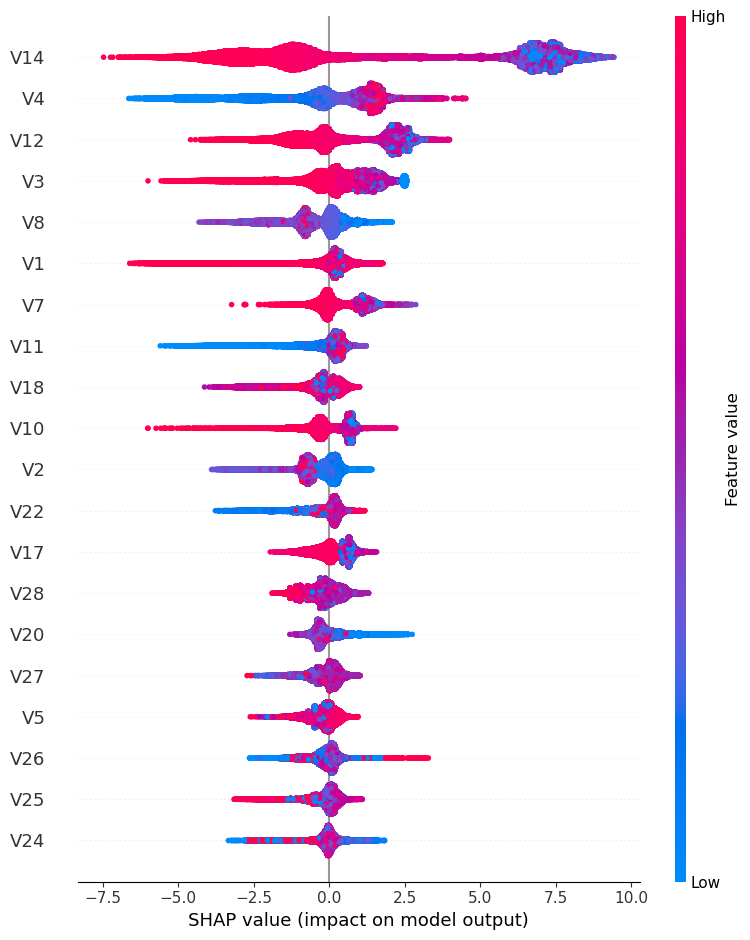 High
V14
V4
V12
V3
V8
V1
V7
V11
V18
V10
V2
V22
V17
V28
V20
V27
V5
V26
V25
V24
Feature value
Low
−7.5 −5.0 −2.5 0.0 2.5 5.0 7.5 10.0
SHAP value (impact on model output)